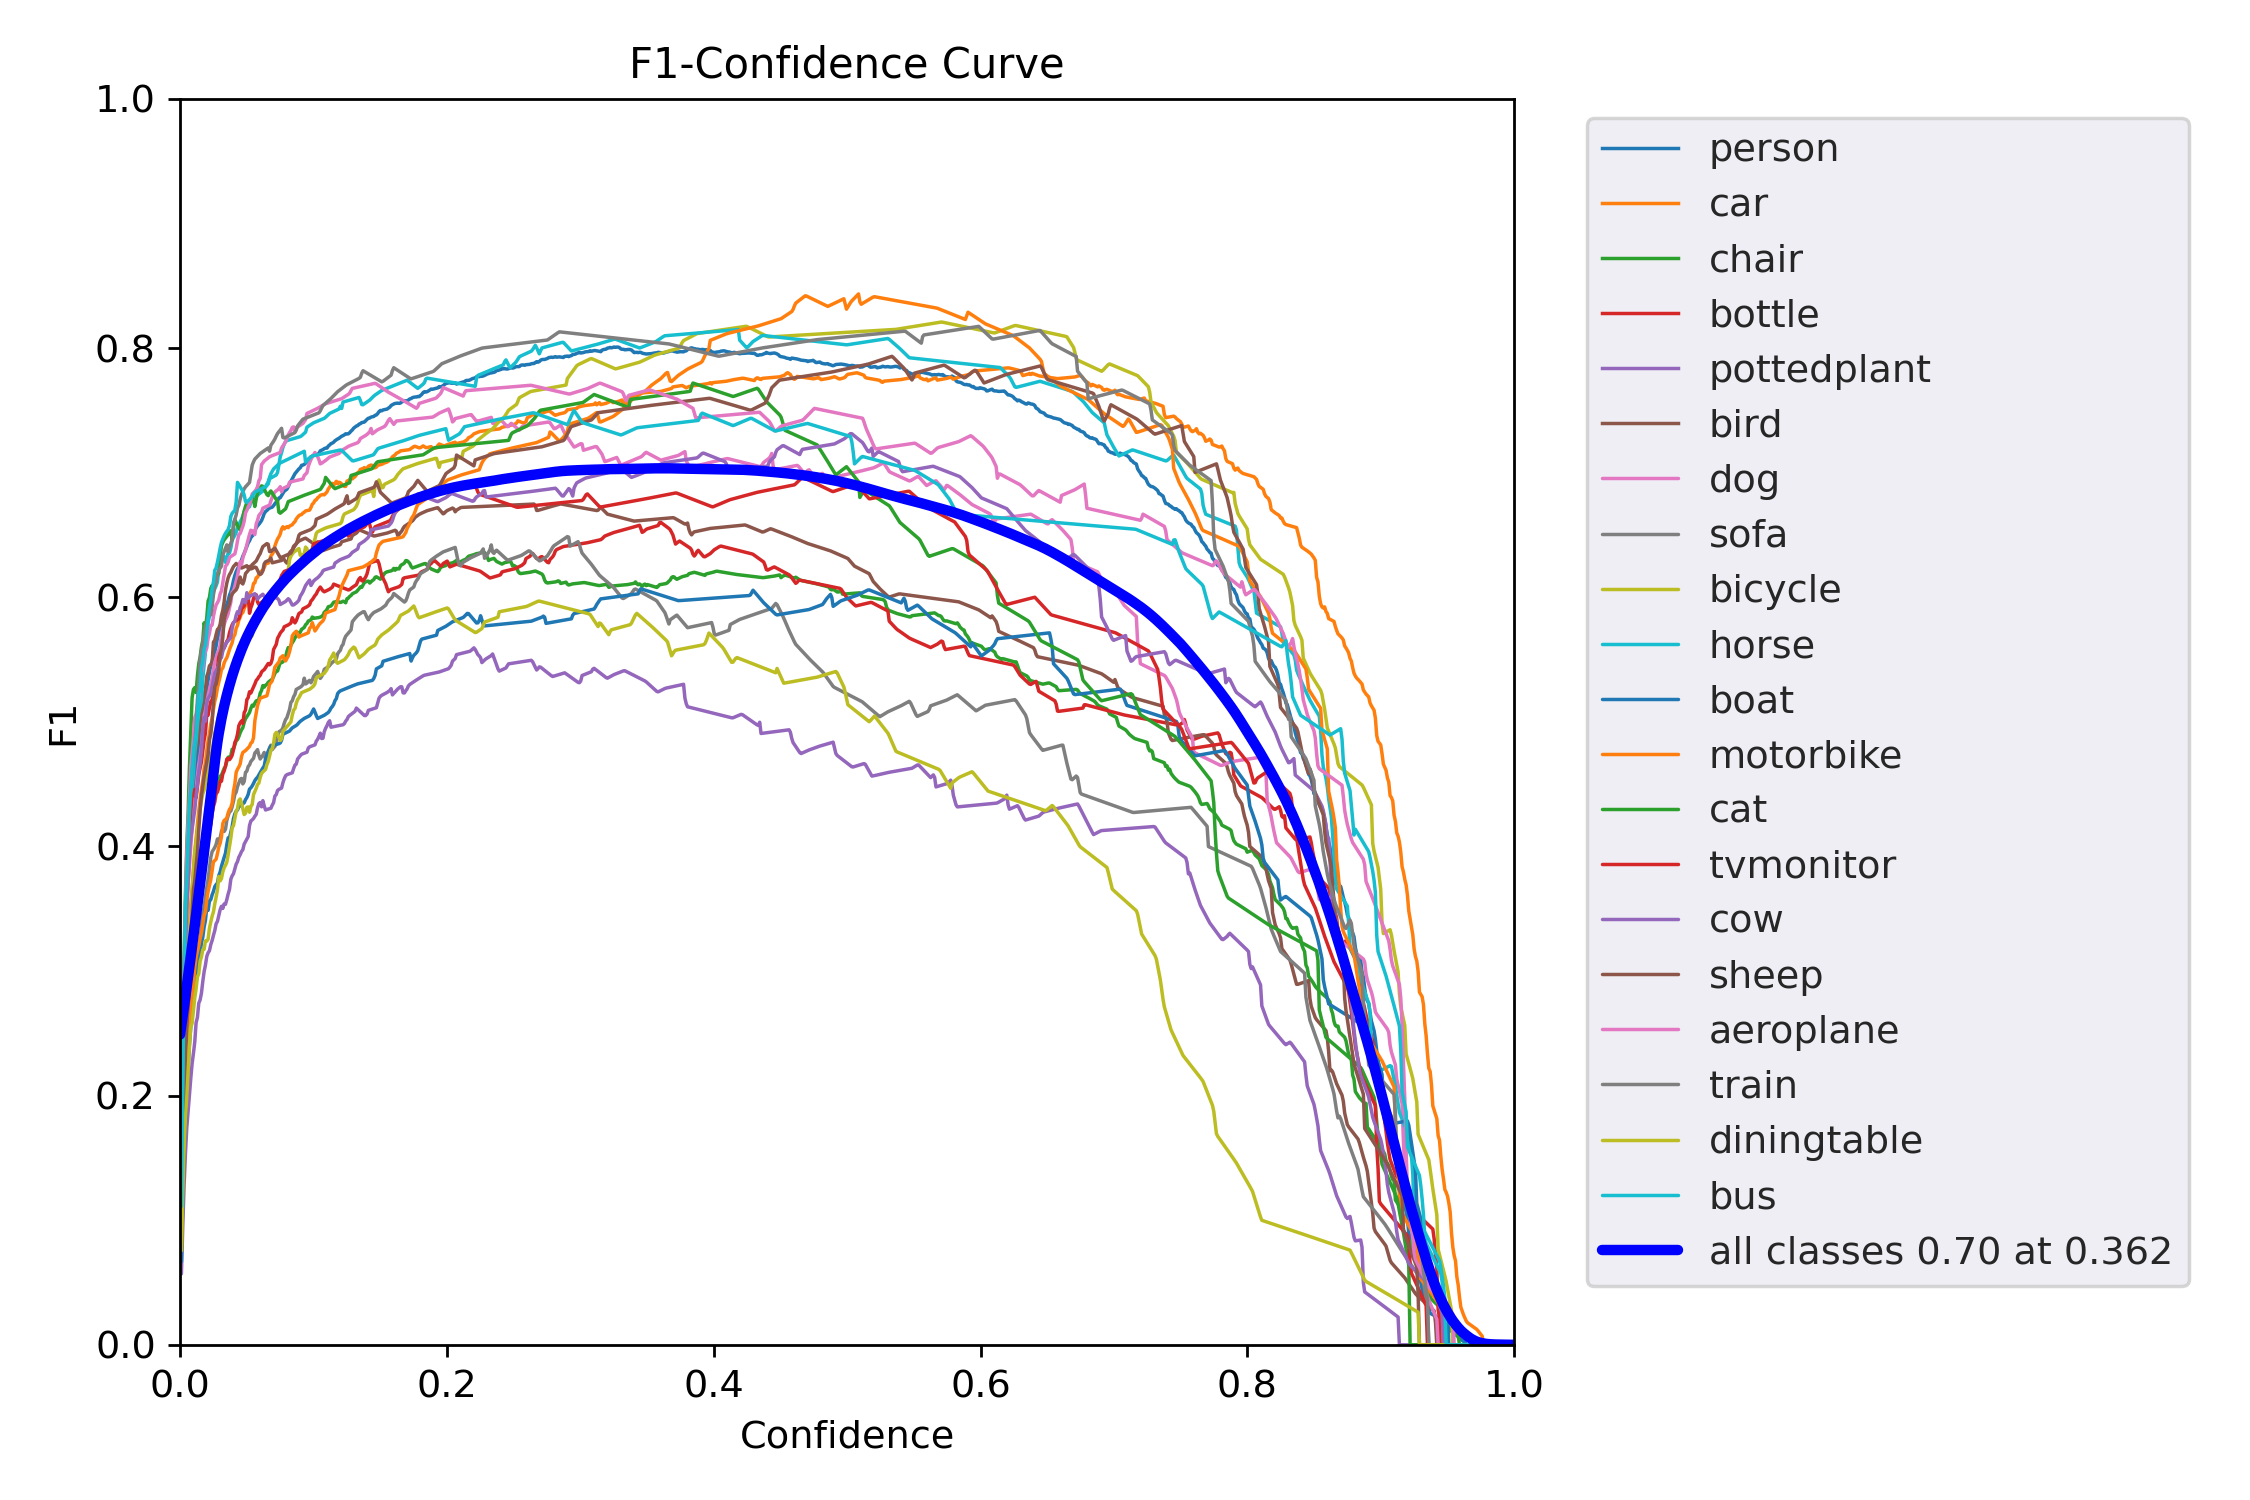 F1-Confidence Curve
1.0
0.8
0.6
0.4
0.2
0.0
F1
0.0 0.2 0.4 0.6 0.8 1.0
Confidence
person
car
chair
bottle
pottedplant
bird
dog
sofa
bicycle
horse
boat
motorbike
cat
tvmonitor
cow
sheep
aeroplane
train
diningtable
bus
all classes 0.70 at 0.362